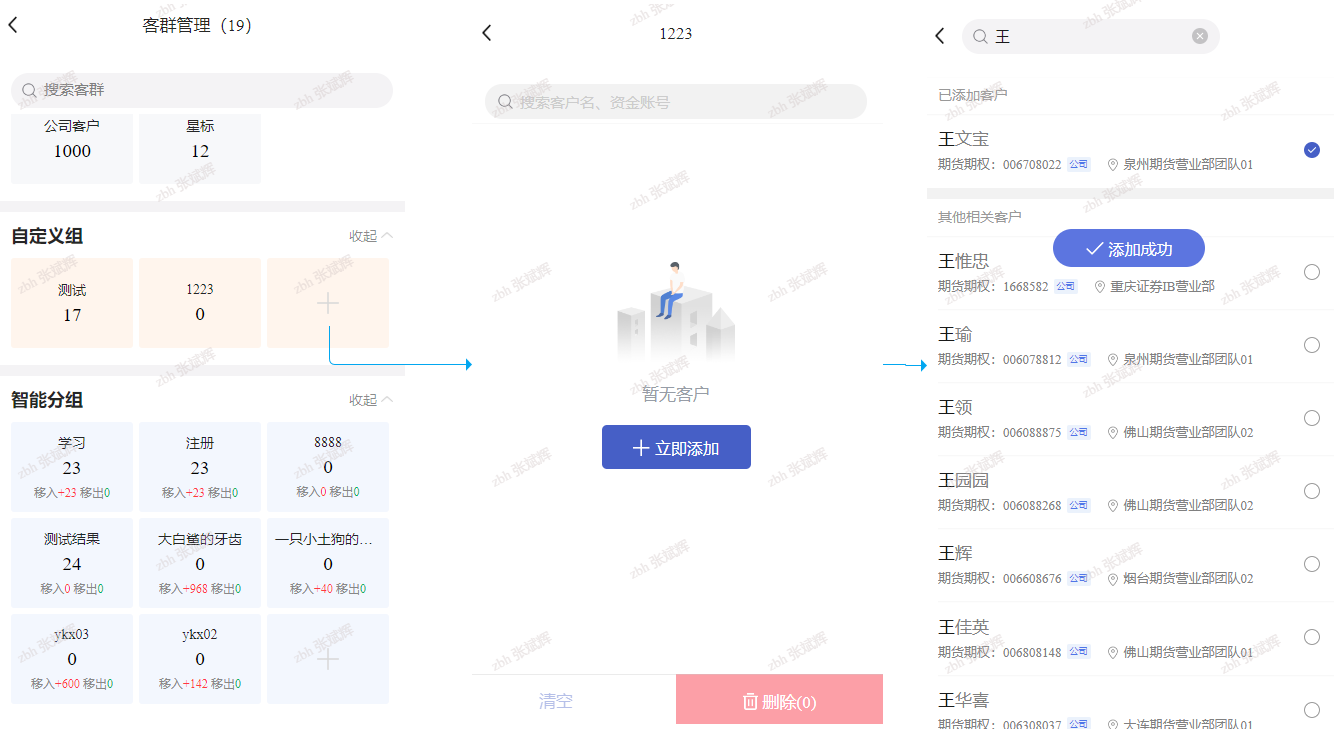 客群管理（19）
搜索客群
公司客户 星标
1000 12
自定义组 收起
测试 1223
17 0
智能分组 收起
学习 注册 8888
23 23 0
移入+23 移出0 移入+23 移出0 移入0 移出0
测试结果 大白鲨的牙齿 一只小土狗的...
24 0 0
移入0 移出0 移入+968 移出0 移入+40 移出0
ykx03 ykx02
0 0
移入+600 移出0 移入+142 移出0
1223
搜索客户名、资金账号
暂无客户
立即添加
清空 删除(0)
王
已添加客户
王文宝
期货期权：006708022 公司 泉州期货营业部团队01
其他相关客户
添加成功
王惟忠
期货期权：1668582 公司 重庆证券IB营业部
王瑜
期货期权：006078812 公司 泉州期货营业部团队01
王领
期货期权：006088875 公司 佛山期货营业部团队02
王园园
期货期权：006088268 公司 佛山期货营业部团队02
王辉
期货期权：006608676 公司 烟台期货营业部团队02
王佳英
期货期权：006808148 公司 佛山期货营业部团队01
王华喜
期货期权：006308037 公司 大连期货营业部团队01
zbh 张斌辉